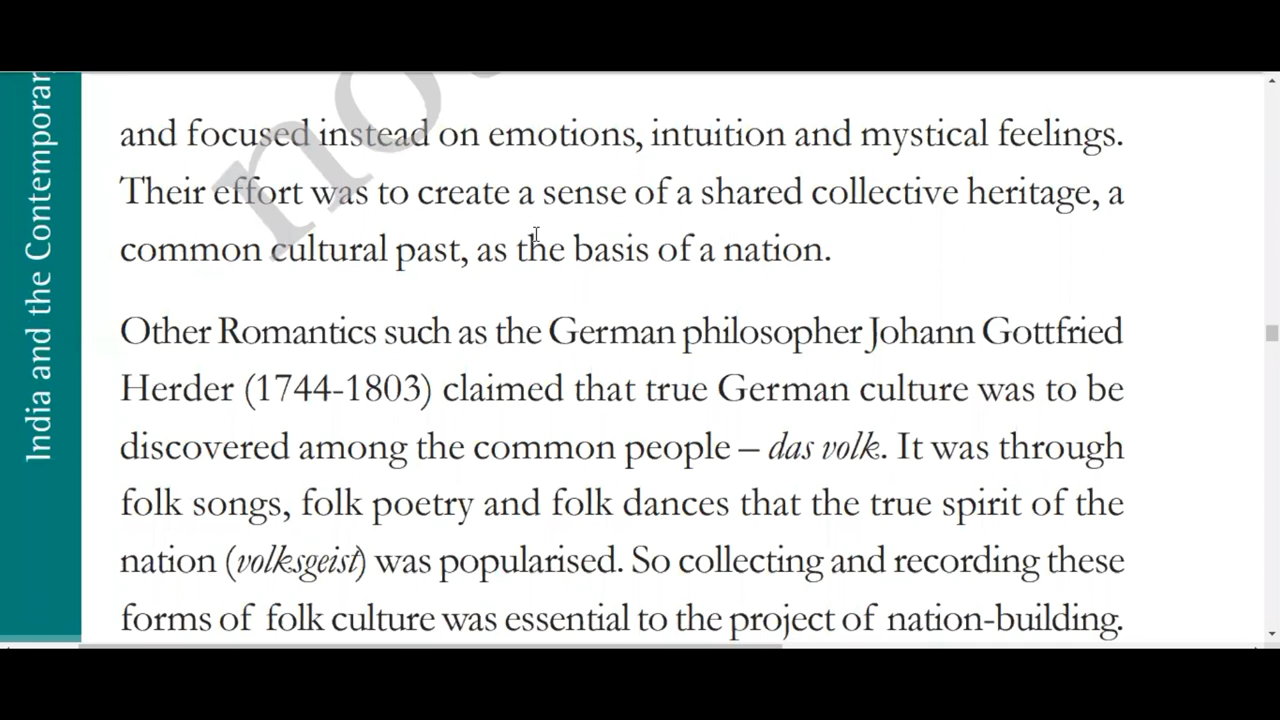 India and the Contemporar
and focused instead on emotions, intuition and mystical feelings.
Their effort was to create a sense of a shared collective heritage, a
common cultural past, as the basis of a nation.
Other Romantics such as the German philosopher Johann Gottfried
Herder (1744-1803) claimed that true German culture was to be
discovered among the common people – das volk. It was through
folk songs, folk poetry and folk dances that the true spirit of the
nation (volksgeist) was popularised. So collecting and recording these
forms of folk culture was essential to the project of nation-building.